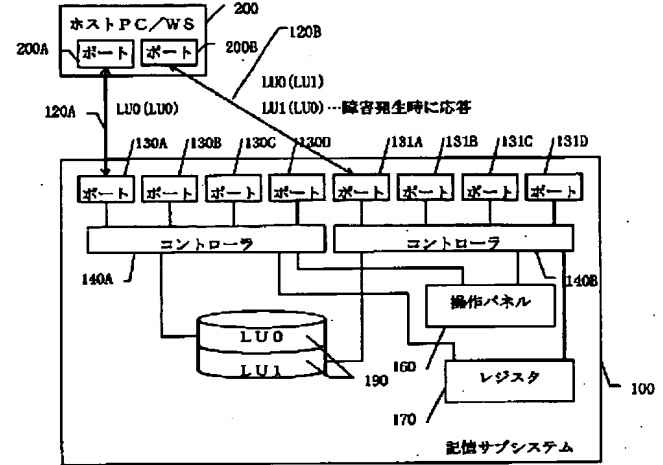 ホストPC/WS
200
200A
ポート
ポート
200B
120B
120A
LU0(LU0)
LU0(LU1)
LU1(LU0)…障害発生時に応答
130A
130B
130C
130D
131A
131B
131C
131D
ポート
ポート
ポート
ポート
ポート
ポート
ポート
ポート
コントローラ
コントローラ
140A
140B
操作パネル
LU0
LU1
190
160
レジスタ
170
100
記憶サブシステム